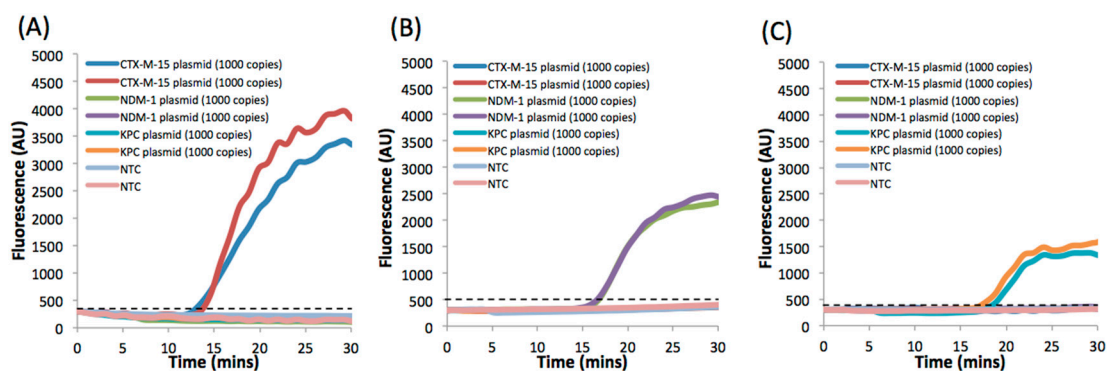 (A)
5000
4500
4000
3500
3000
2500
2000
1500
1000
500
0
Fluorescence (AU)
CTX-M-15 plasmid (1000 copies)
CTX-M-15 plasmid (1000 copies)
NDM-1 plasmid (1000 copies)
NDM-1 plasmid (1000 copies)
KPC plasmid (1000 copies)
KPC plasmid (1000 copies)
NTC
NTC
0 5 10 15 20 25 30
Time (mins)
(B)
5000
4500
4000
3500
3000
2500
2000
1500
1000
500
0
Fluorescence (AU)
CTX-M-15 plasmid (1000 copies)
CTX-M-15 plasmid (1000 copies)
NDM-1 plasmid (1000 copies)
NDM-1 plasmid (1000 copies)
KPC plasmid (1000 copies)
KPC plasmid (1000 copies)
NTC
NTC
0 5 10 15 20 25 30
Time (mins)
(C)
5000
4500
4000
3500
3000
2500
2000
1500
1000
500
0
Fluorescence (AU)
CTX-M-15 plasmid (1000 copies)
CTX-M-15 plasmid (1000 copies)
NDM-1 plasmid (1000 copies)
NDM-1 plasmid (1000 copies)
KPC plasmid (1000 copies)
KPC plasmid (1000 copies)
NTC
NTC
0 5 10 15 20 25 30
Time (mins)